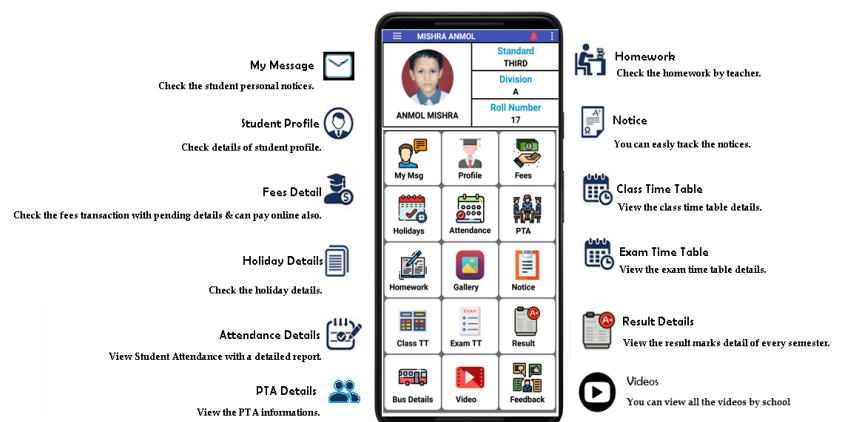 My Message
Check the student personal notices.
Student Profile
Check details of student profile.
Fees Detail
Check the fees transaction with pending details & can pay online also.
Holiday Details
Check the holiday details.
Attendance Details
View Student Attendance with a detailed report.
PTA Details
View the PTA informations.
MISHRA ANMOL
ANMOL MISHRA
Standard
THIRD
Division
A
Roll Number
17
My Msg
Profile
Fees
Holidays
Attendance
PTA
Homework
Gallery
Notice
Class TT
EXAM
Exam TT
A+
Result
Bus Details
Video
Feedback
Homework
Check the homework by teacher.
A+
Notice
You can easly track the notices.
Class Time Table
View the class time table details.
Exam Time Table
View the exam time table details.
A+
Result Details
View the result marks detail of every semester.
Videos
You can view all the videos by school